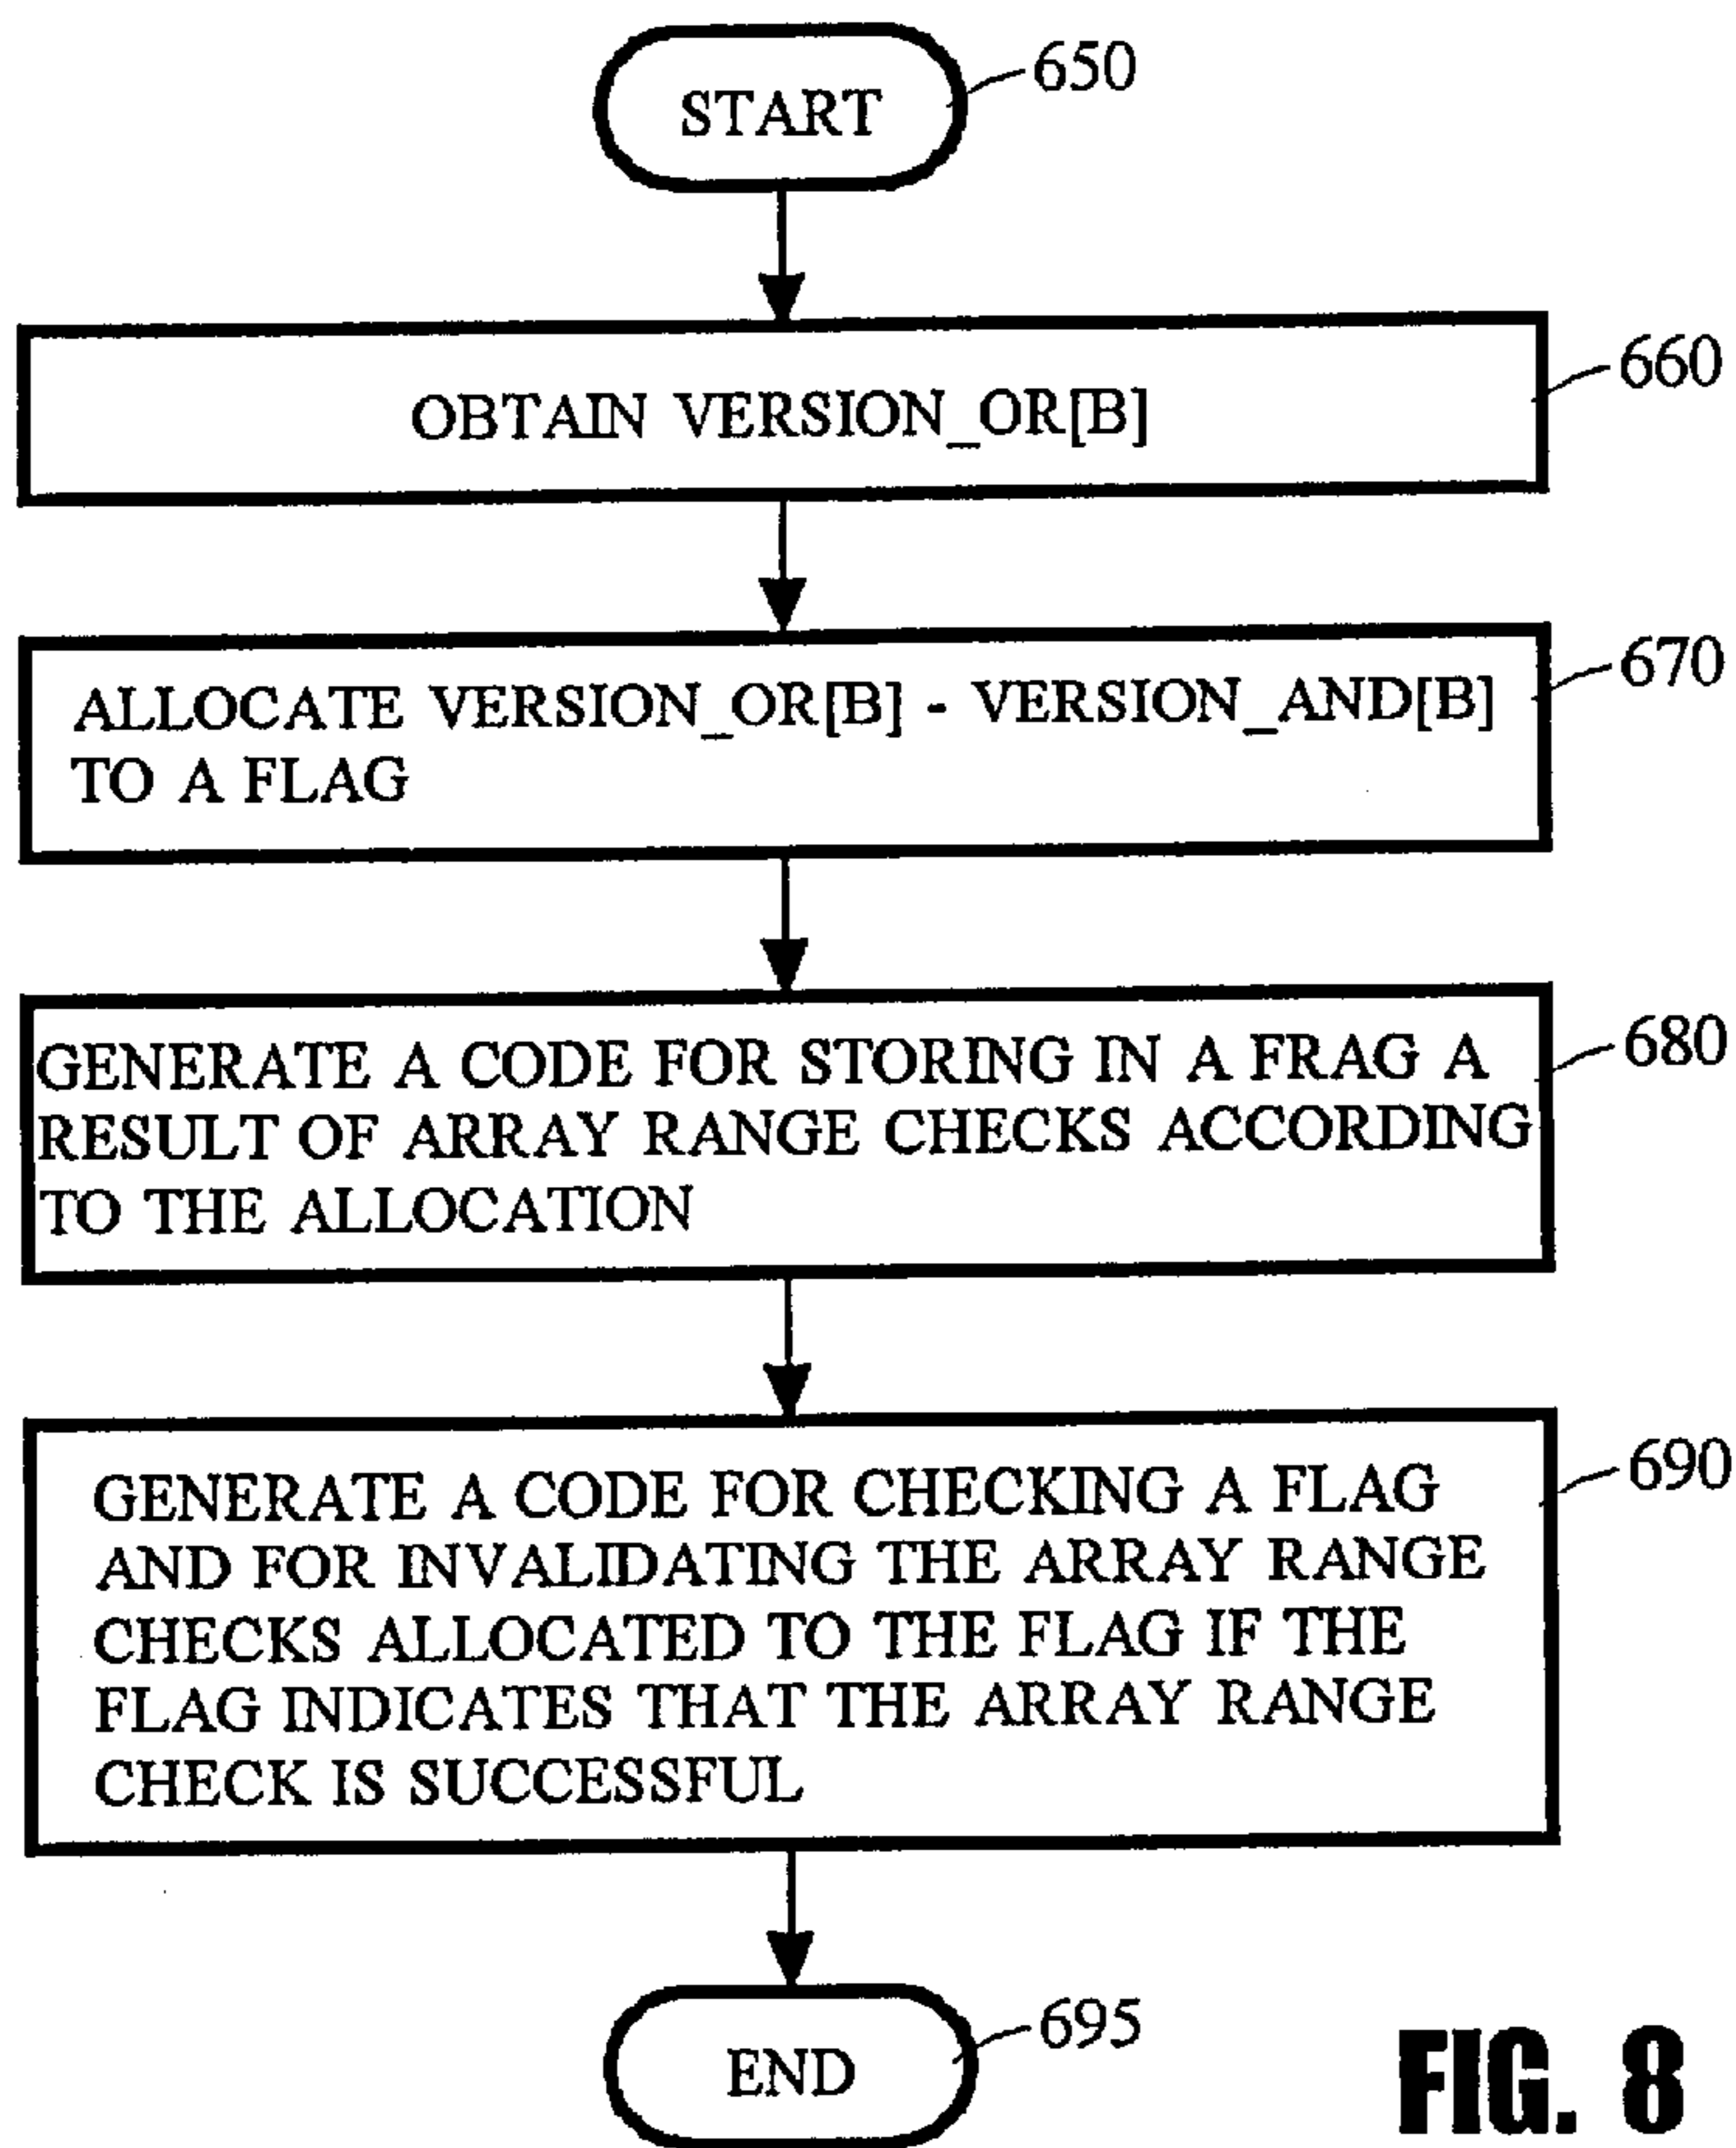 START
650
OBTAIN VERSION_OR[B]
660
ALLOCATE VERSION_OR[B] - VERSION_AND[B]
TO A FLAG
670
GENERATE A CODE FOR STORING IN A FRAG A
RESULT OF ARRAY RANGE CHECKS ACCORDING
TO THE ALLOCATION
680
GENERATE A CODE FOR CHECKING A FLAG
AND FOR INVALIDATING THE ARRAY RANGE
CHECKS ALLOCATED TO THE FLAG IF THE
FLAG INDICATES THAT THE ARRAY RANGE
CHECK IS SUCCESSFUL
690
END
695
FIG. 8